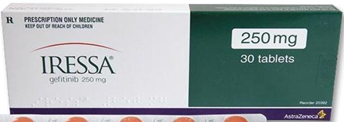 R PRESCRIPTION ONLY MEDICINE
KEEP OUT OF REACH OF CHILDREN
IRESSA®
gefitinib 250 mg
250 mg
30 tablets
AstraZeneca